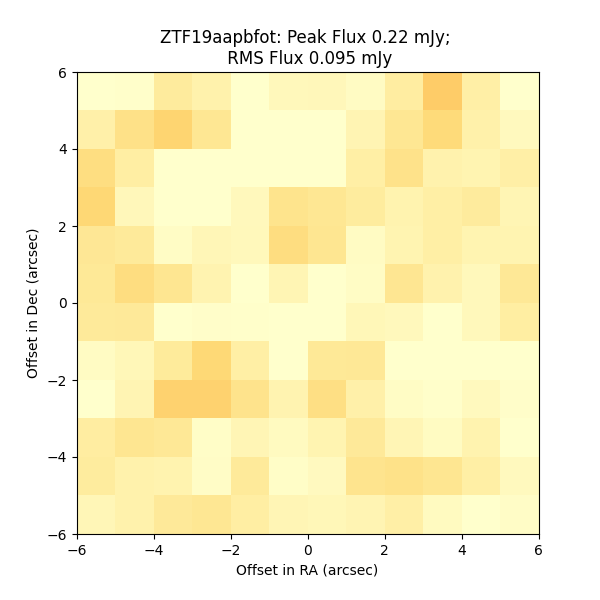 ZTF19aapbfot: Peak Flux 0.22 mJy;
RMS Flux 0.095 mJy
6
4
2
0
−2
−4
−6
Offset in Dec (arcsec)
−6 −4 −2 0 2 4 6
Offset in RA (arcsec)